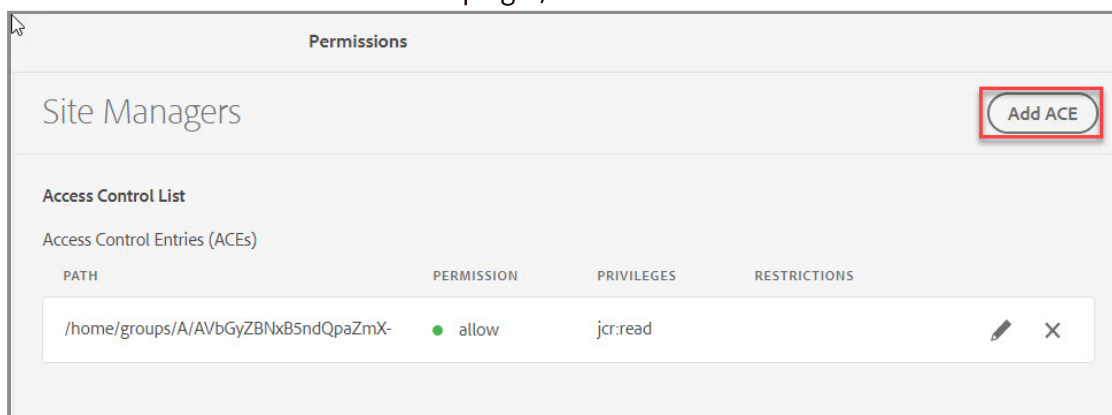 Permissions
Site Managers
Add ACE
Access Control List
Access Control Entries (ACEs)
PATH PERMISSION PRIVILEGES RESTRICTIONS
/home/groups/A/AVbGyZBNxB5ndQpaZmX- allow jcr:read